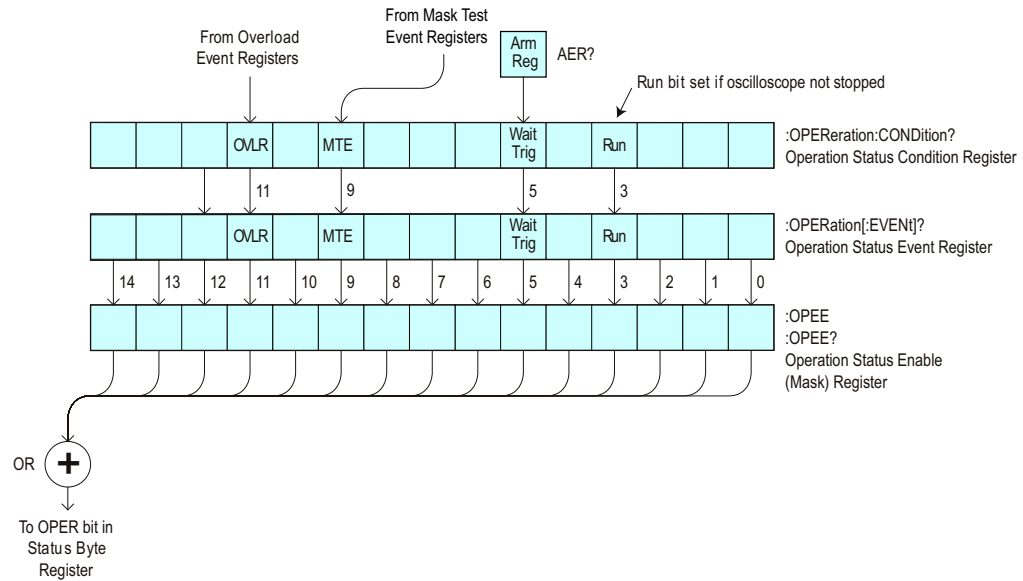 From Mask Test
Event Registers
From Overload
Event Registers
Arm
Reg
AER?
Run bit set if oscilloscope not stopped
OVLR
MTE
Wait
Trig
Run
:OPEReration:CONDition?
Operation Status Condition Register
11
9
5
3
OVLR
MTE
Wait
Trig
Run
:OPERation[:EVENt]?
Operation Status Event Register
14 13 12 11 10 9 8 7 6 5 4 3 2 1 0
:OPEE
:OPEE?
Operation Status Enable
(Mask) Register
OR
+
To OPER bit in
Status Byte
Register